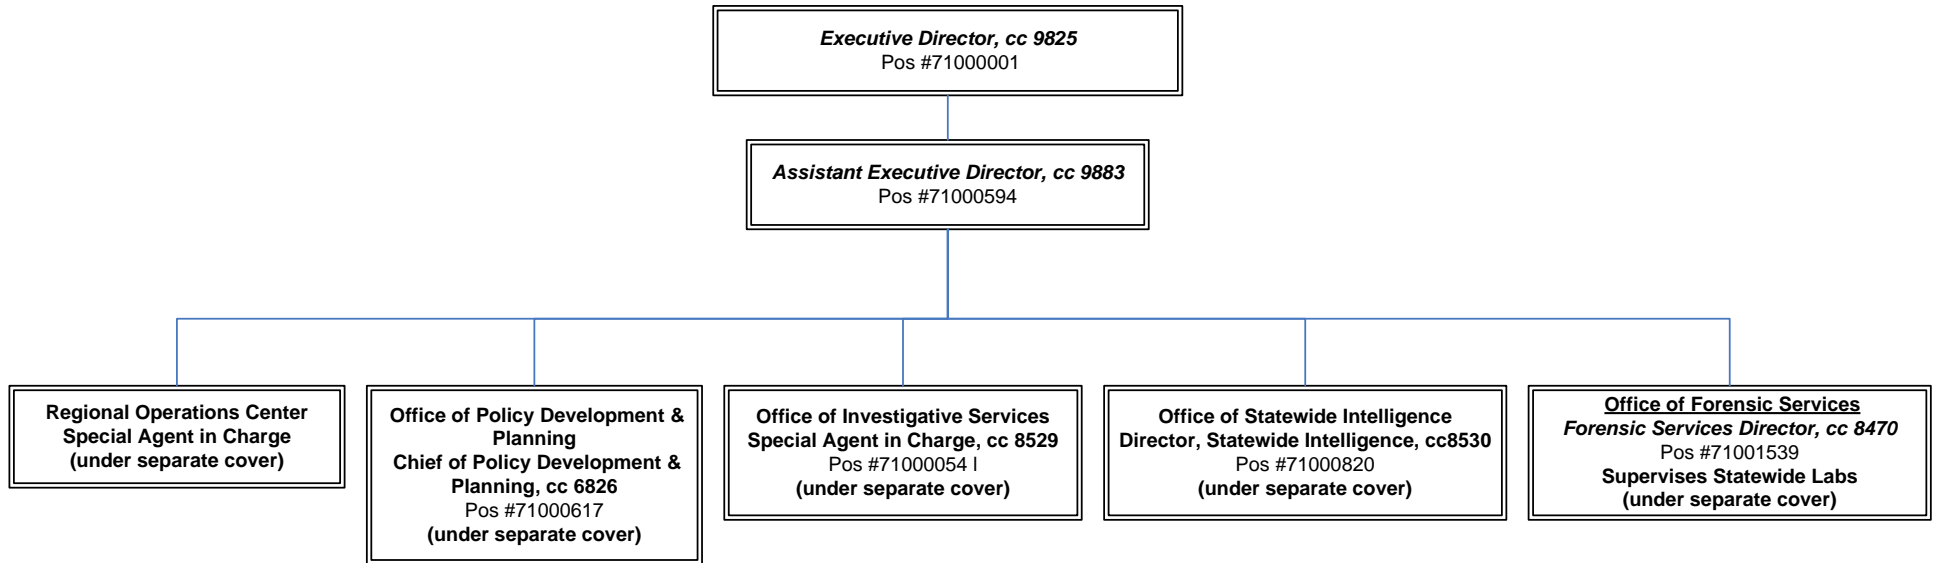 Executive Director, cc 9825
Pos #71000001
Assistant Executive Director, cc 9883
Pos #71000594
Regional Operations Center
Special Agent in Charge
(under separate cover)
Office of Policy Development &
Planning
Chief of Policy Development &
Planning, cc 6826
Pos #71000617
(under separate cover)
Office of Investigative Services
Special Agent in Charge, cc 8529
Pos #71000054 I
(under separate cover)
Office of Statewide Intelligence
Director, Statewide Intelligence, cc8530
Pos #71000820
(under separate cover)
Office of Forensic Services
Forensic Services Director, cc 8470
Pos #71001539
Supervises Statewide Labs
(under separate cover)